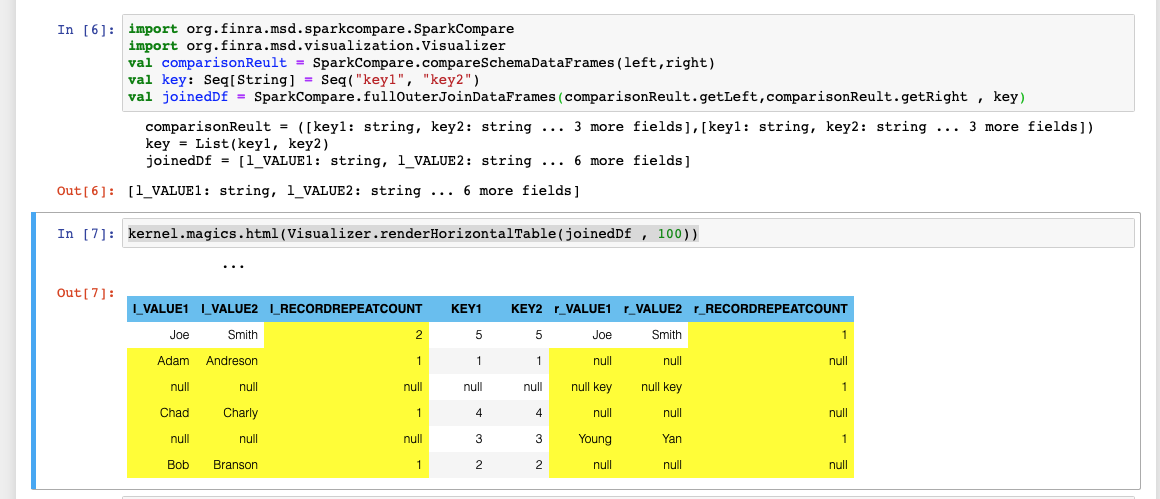 In [6]: import org.finra.msd.sparkcompare.SparkCompare
import org.finra.msd.visualization.Visualizer
val comparisonReult = SparkCompare.compareSchemaDataFrames(left,right)
val key: Seq[String] = Seq("key1", "key2")
val joinedDf = SparkCompare.fullOuterJoinDataFrames(comparisonReult.getLeft,comparisonReult.getRight , key)
comparisonReult = ([key1: string, key2: string ... 3 more fields],[key1: string, key2: string ... 3 more fields])
key = List(key1, key2)
joinedDf = [l_VALUE1: string, l_VALUE2: string ... 6 more fields]
Out[6]: [l_VALUE1: string, l_VALUE2: string ... 6 more fields]
In [7]: kernel.magics.html(Visualizer.renderHorizontalTable(joinedDf , 100))
...
Out[7]:
l_VALUE1 l_VALUE2 l_RECORDREPEATCOUNT KEY1 KEY2 r_VALUE1 r_VALUE2 r_RECORDREPEATCOUNT
Joe Smith 2 5 5 Joe Smith 1
Adam Andreson 1 1 1 null null null
null null null null null null key null key 1
Chad Charly 1 4 4 null null null
null null null 3 3 Young Yan 1
Bob Branson 1 2 2 null null null